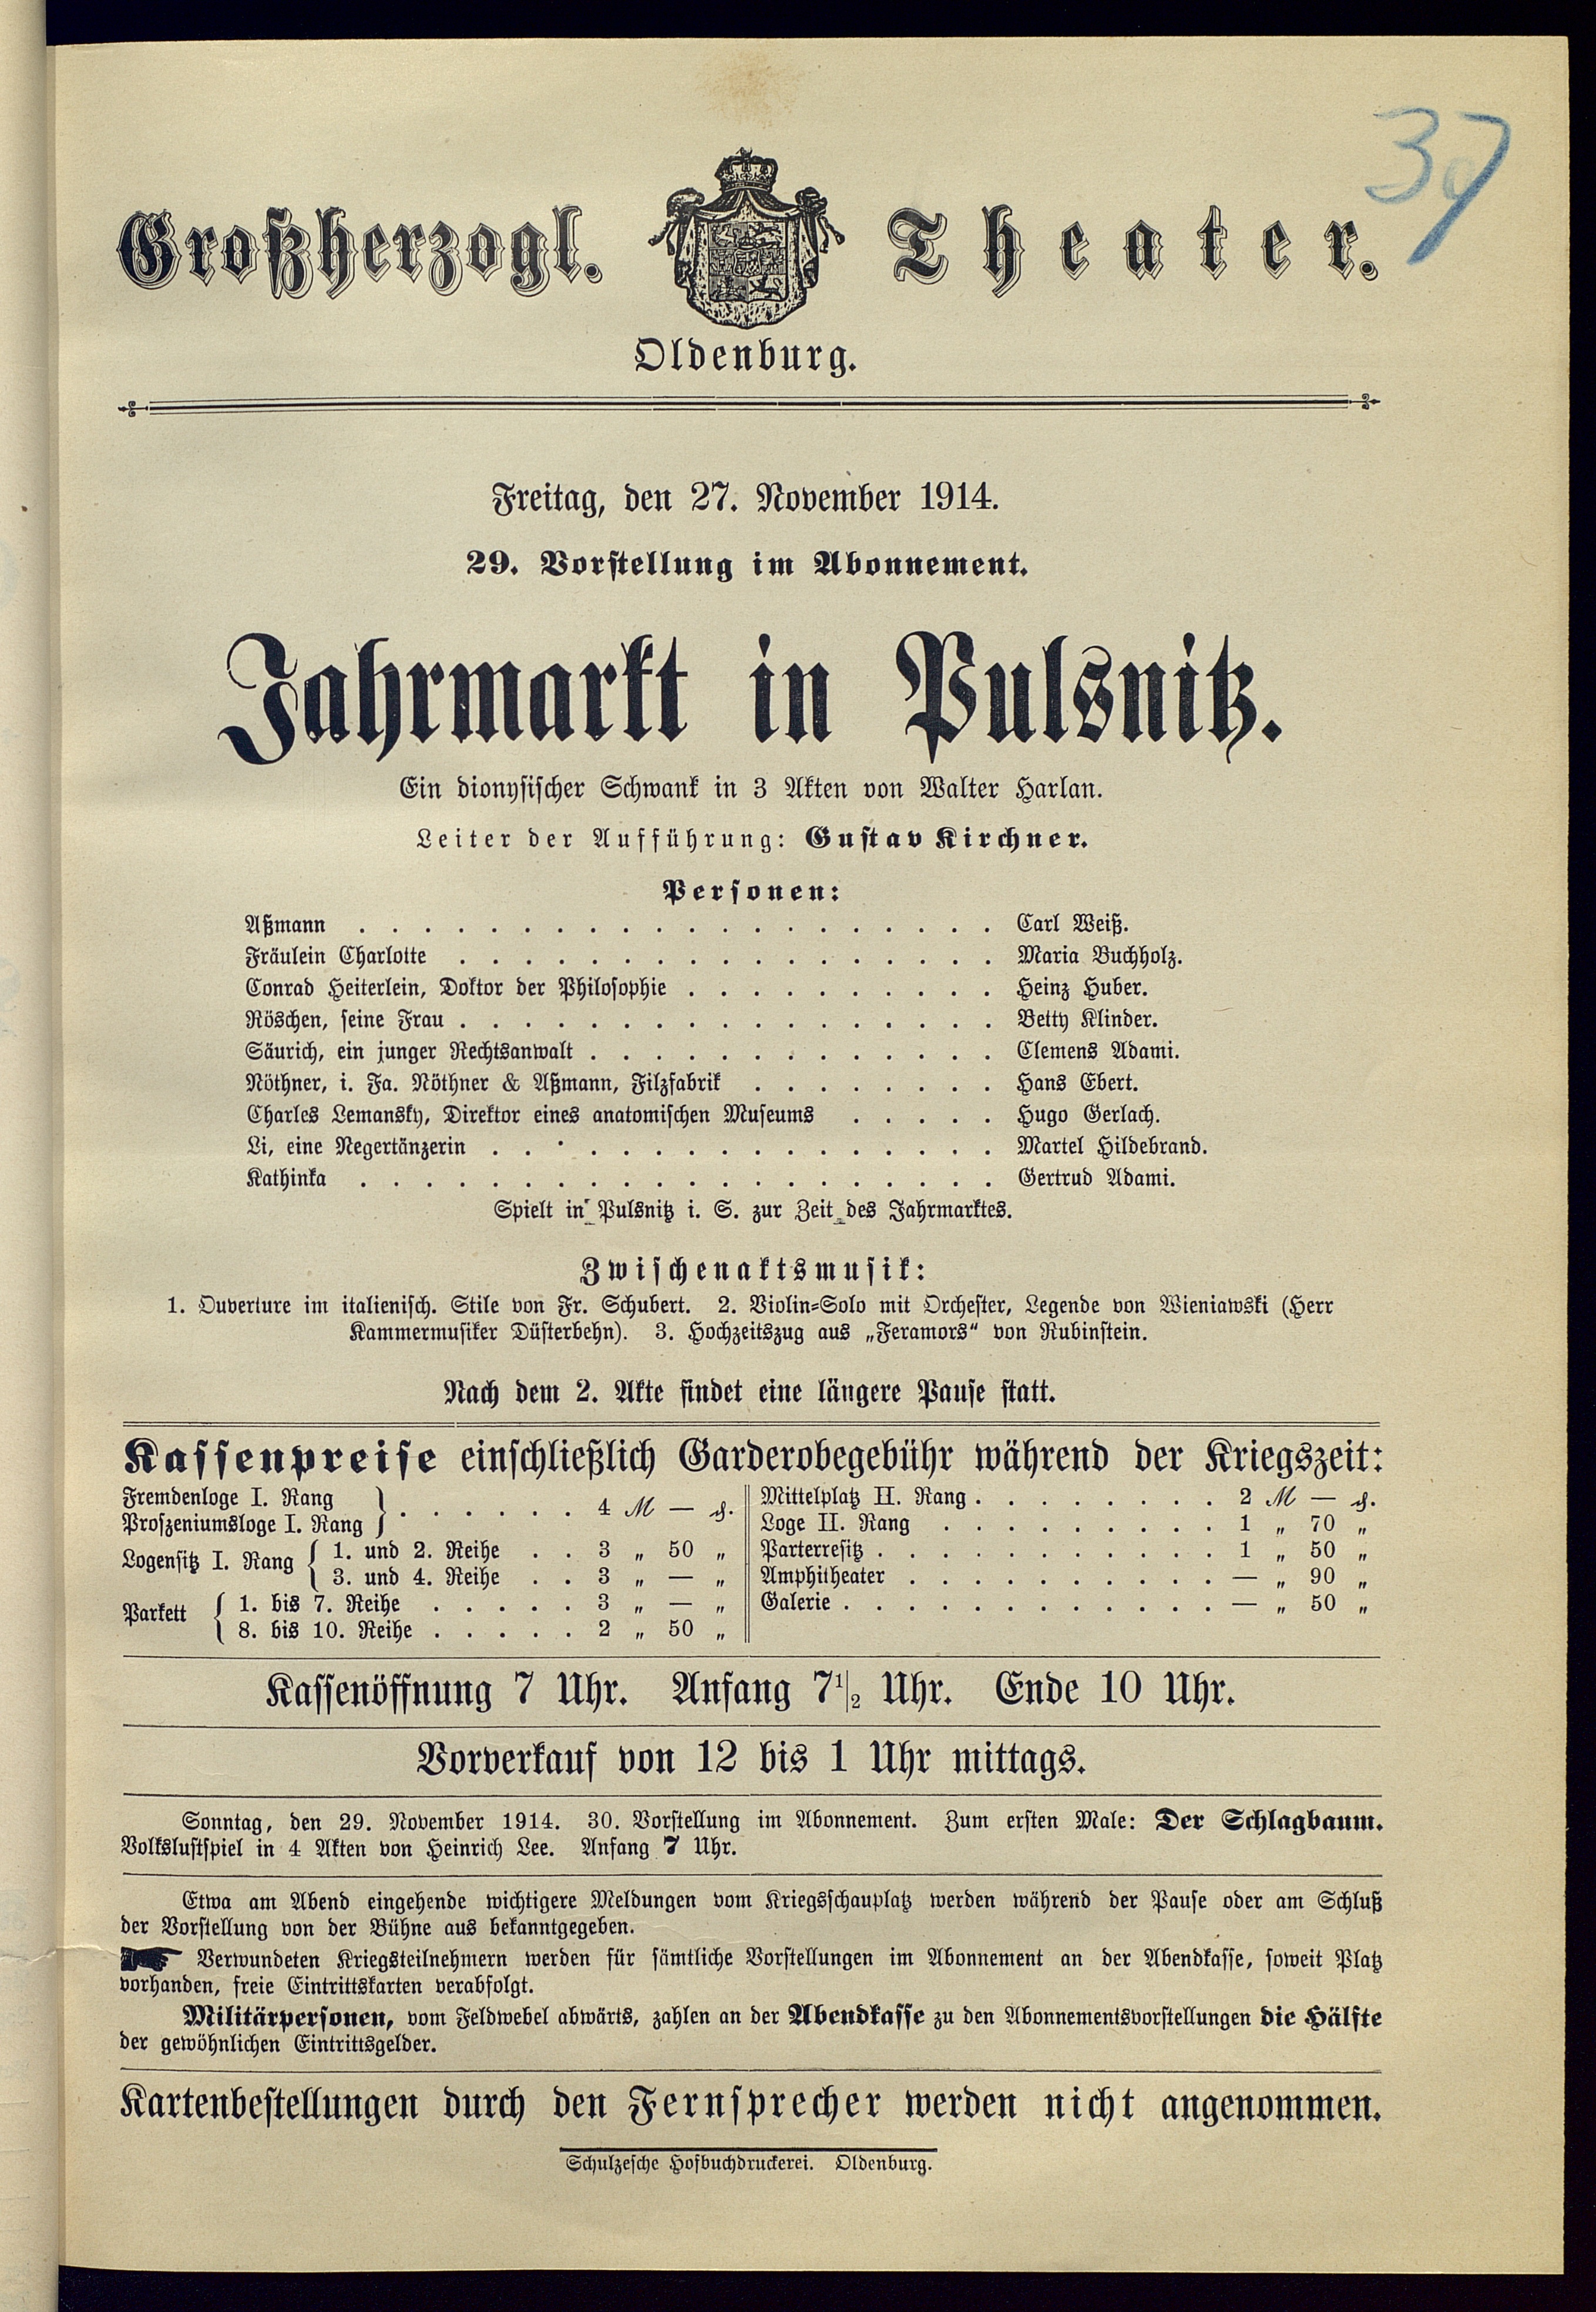 37
Großherzogl. Theater.
Oldenburg.
Freitag, den 27. November 1914.
29. Vorstellung im Abonnement.
Jahrmarkt in Pulsnitz.
Ein dionysischer Schwank in 3 Akten von Walter Harlan.
Leiter der Aufführung: Gustav Kirchner.
Personen:
Aßmann . . . . . . . . . . . . . . . . . . . . Carl Weiß.
Fräulein Charlotte . . . . . . . . . . . . . . . . . Maria Buchholz.
Conrad Heiterlein, Doktor der Philosophie . . . . . . . . . . Heinz Huber.
Röschen, seine Frau . . . . . . . . . . . . . . . . . Betty Klinder.
Säurich, ein junger Rechtsanwalt . . . . . . . . . . . . . Clemens Adami.
Nöthner, i. Fa. Nöthner & Aßmann, Filzfabrik . . . . . . . . Hans Ebert.
Charles Lemansky, Direktor eines anatomischen Museums . . . . . Hugo Gerlach.
Li, eine Negertänzerin . . . . . . . . . . . . . . . . Martel Hildebrand.
Kathinka . . . . . . . . . . . . . . . . . . . . Gertrud Adami.
Spielt in Pulsnitz i. S. zur Zeit des Jahrmarktes.
Zwischenaktsmusik:
1. Ouverture im italienisch. Stile von Fr. Schubert. 2. Violin-Solo mit Orchester, Legende von Wieniawski (Herr
Kammermusiker Düsterbehn). 3. Hochzeitszug aus „Feramors“ von Rubinstein.
Nach dem 2. Akte findet eine längere Pause statt.
Kassenpreise einschließlich Garderobegebühr während der Kriegszeit:
Fremdenloge I. Rang
Proszeniumsloge I. Rang } . . . . . . 4 M — ₰.
Logensitz I. Rang { 1. und 2. Reihe . . 3 „ 50 „
3. und 4. Reihe . . 3 „ — „
Parkett { 1. bis 7. Reihe . . . . . 3 „ — „
8. bis 10. Reihe . . . . . 2 „ 50 „
Mittelplatz II. Rang . . . . . . . . 2 M — ₰.
Loge II. Rang . . . . . . . . . 1 „ 70 „
Parterresitz . . . . . . . . . . . 1 „ 50 „
Amphitheater . . . . . . . . . . — „ 90 „
Galerie . . . . . . . . . . . . — „ 50 „
Kassenöffnung 7 Uhr. Anfang 7 1/2 Uhr. Ende 10 Uhr.
Vorverkauf von 12 bis 1 Uhr mittags.
Sonntag, den 29. November 1914. 30. Vorstellung im Abonnement. Zum ersten Male: Der Schlagbaum.
Volkslustspiel in 4 Akten von Heinrich Lee. Anfang 7 Uhr.
Etwa am Abend eingehende wichtigere Meldungen vom Kriegsschauplatz werden während der Pause oder am Schluß
der Vorstellung von der Bühne aus bekanntgegeben.
Verwundeten Kriegsteilnehmern werden für sämtliche Vorstellungen im Abonnement an der Abendkasse, soweit Platz
vorhanden, freie Eintrittskarten verabfolgt.
Militärpersonen, vom Feldwebel abwärts, zahlen an der Abendkasse zu den Abonnementsvorstellungen die Hälfte
der gewöhnlichen Eintrittsgelder.
Kartenbestellungen durch den Fernsprecher werden nicht angenommen.
Schulzesche Hofbuchdruckerei. Oldenburg.